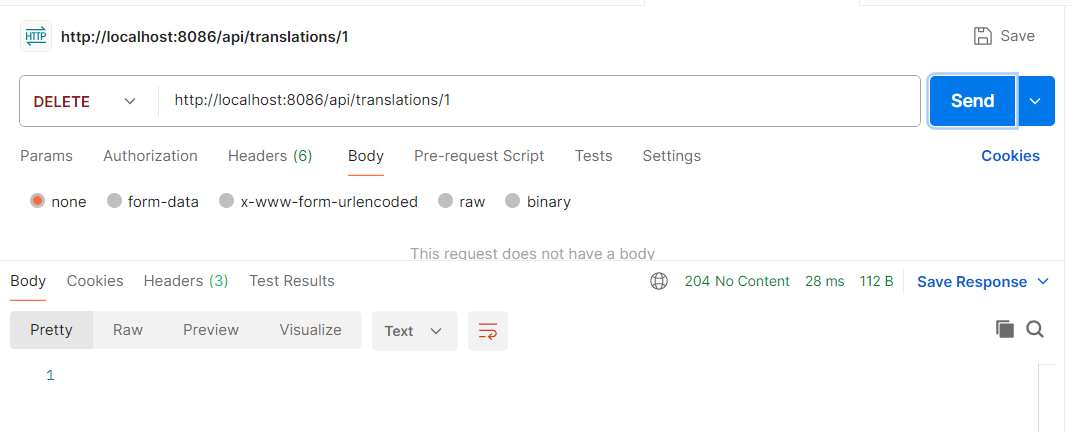 HTTP http://localhost:8086/api/translations/1 Save
DELETE http://localhost:8086/api/translations/1 Send
Params Authorization Headers (6) Body Pre-request Script Tests Settings Cookies
none form-data x-www-form-urlencoded raw binary
This request does not have a body
Body Cookies Headers (3) Test Results 204 No Content 28 ms 112 B Save Response
Pretty Raw Preview Visualize Text
1